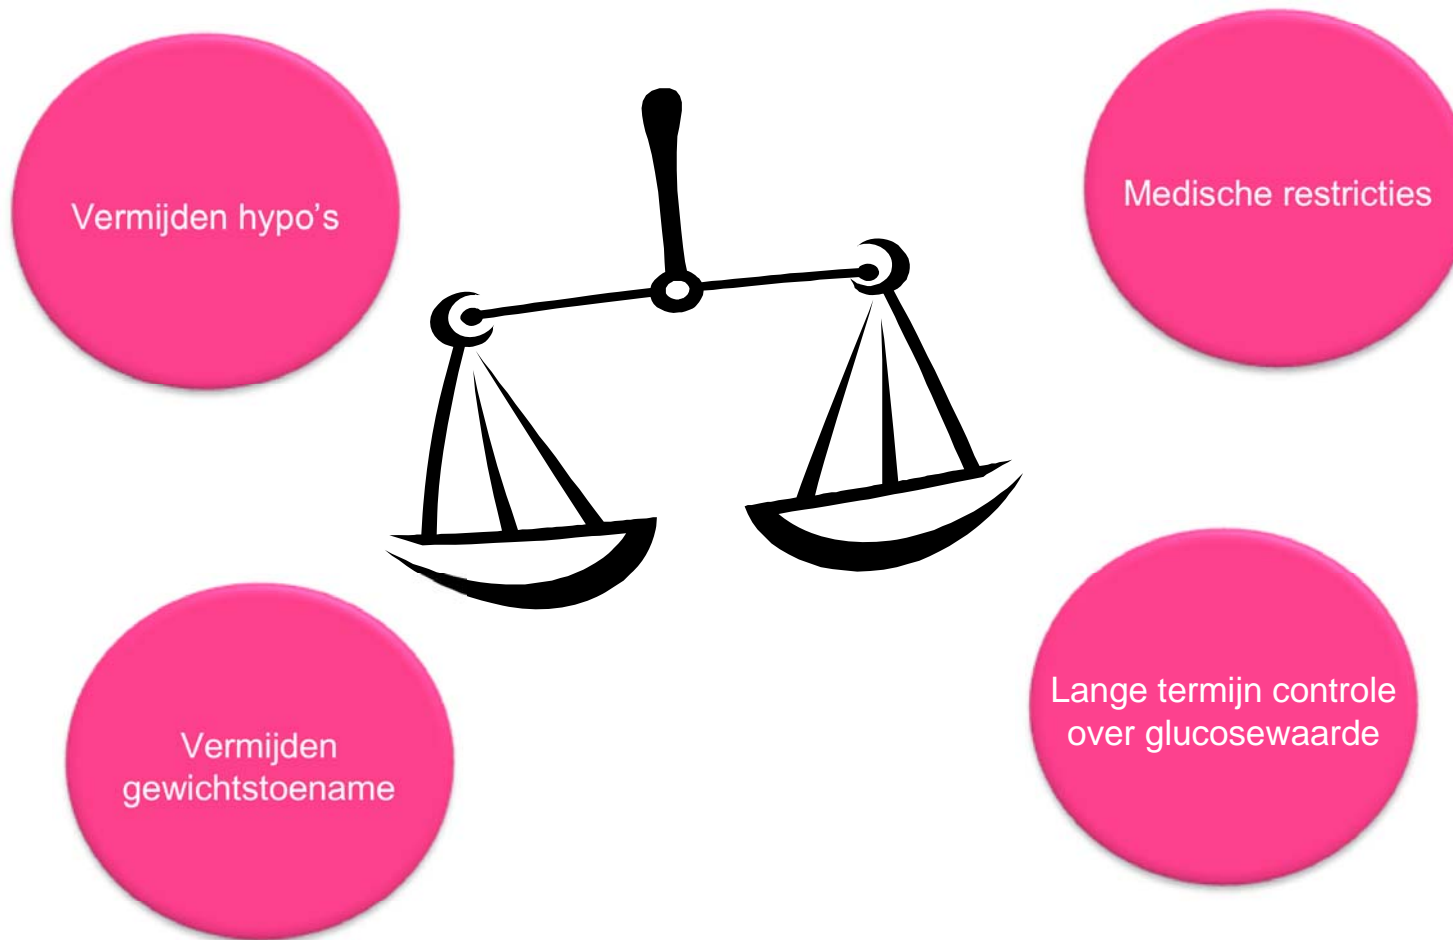 Vermijden hypo’s
Medische restricties
Vermijden
gewichtstoename
Lange termijn controle
over glucosewaarde